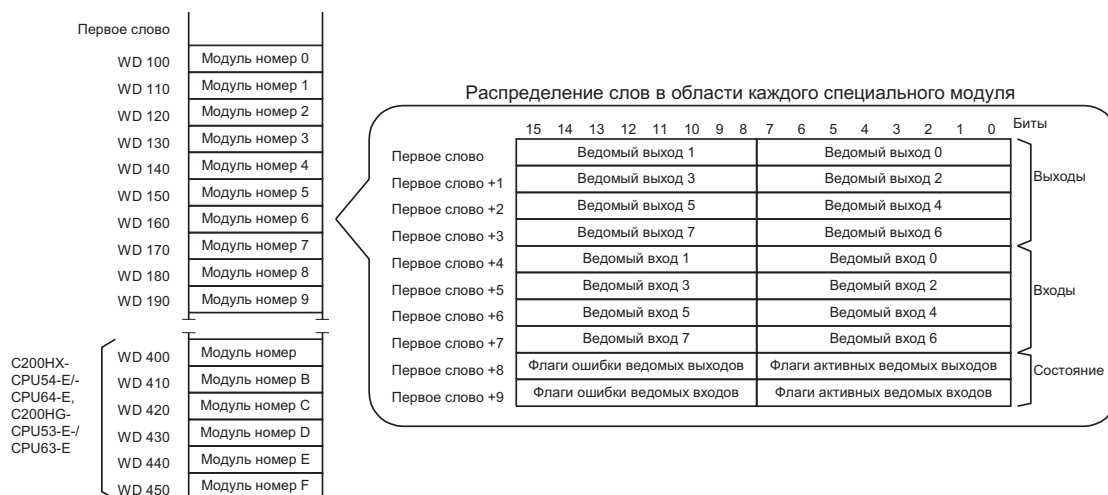 Первое слово
WD 100 Модуль номер 0
WD 110 Модуль номер 1
WD 120 Модуль номер 2
WD 130 Модуль номер 3
WD 140 Модуль номер 4
WD 150 Модуль номер 5
WD 160 Модуль номер 6
WD 170 Модуль номер 7
WD 180 Модуль номер 8
WD 190 Модуль номер 9
C200HX-
CPU54-E/-
CPU64-E,
C200HG-
CPU53-E-/
CPU63-E
WD 400 Модуль номер
WD 410 Модуль номер B
WD 420 Модуль номер C
WD 430 Модуль номер D
WD 440 Модуль номер E
WD 450 Модуль номер F
Распределение слов в области каждого специального модуля
15 14 13 12 11 10 9 8 7 6 5 4 3 2 1 0 Биты
Первое слово Ведомый выход 1 Ведомый выход 0
Первое слово +1 Ведомый выход 3 Ведомый выход 2
Первое слово +2 Ведомый выход 5 Ведомый выход 4
Первое слово +3 Ведомый выход 7 Ведомый выход 6
Выходы
Первое слово +4 Ведомый вход 1 Ведомый вход 0
Первое слово +5 Ведомый вход 3 Ведомый вход 2
Первое слово +6 Ведомый вход 5 Ведомый вход 4
Первое слово +7 Ведомый вход 7 Ведомый вход 6
Входы
Первое слово +8 Флаги ошибки ведомых выходов Флаги активных ведомых выходов
Первое слово +9 Флаги ошибки ведомых входов Флаги активных ведомых входов
Состояние